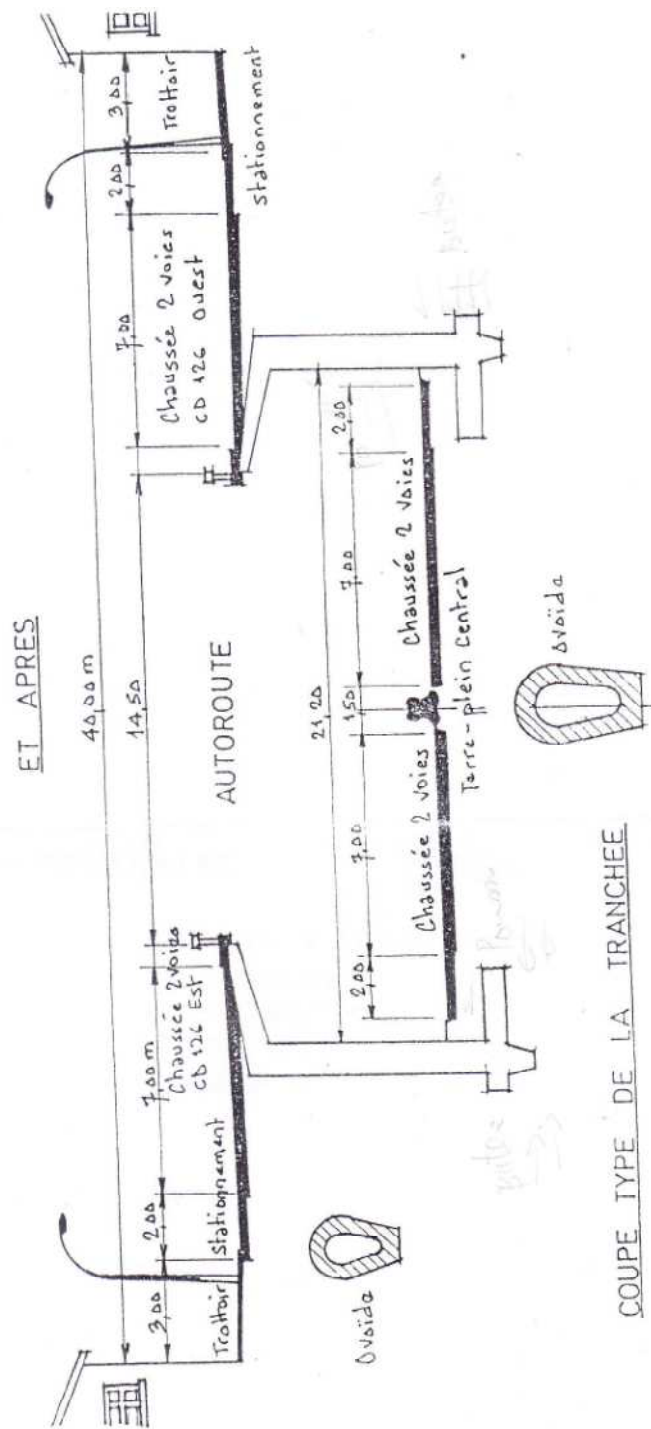 ET APRES
40,00 m
14,50
3,00
2,00
7,00 m
7,00
2,00
3,00
Trottoir
Stationnement
Chaussée 2 voies
CD 126 Est
AUTOROUTE
Chaussée 2 voies
CD 126 Ouest
Stationnement
Trottoir
21,20
2,00
7,00
1,50
7,00
2,00
Chaussée 2 voies
Chaussée 2 voies
Terre-plein Central
Ovoïde
Ovoïde
COUPE TYPE DE LA TRANCHEE